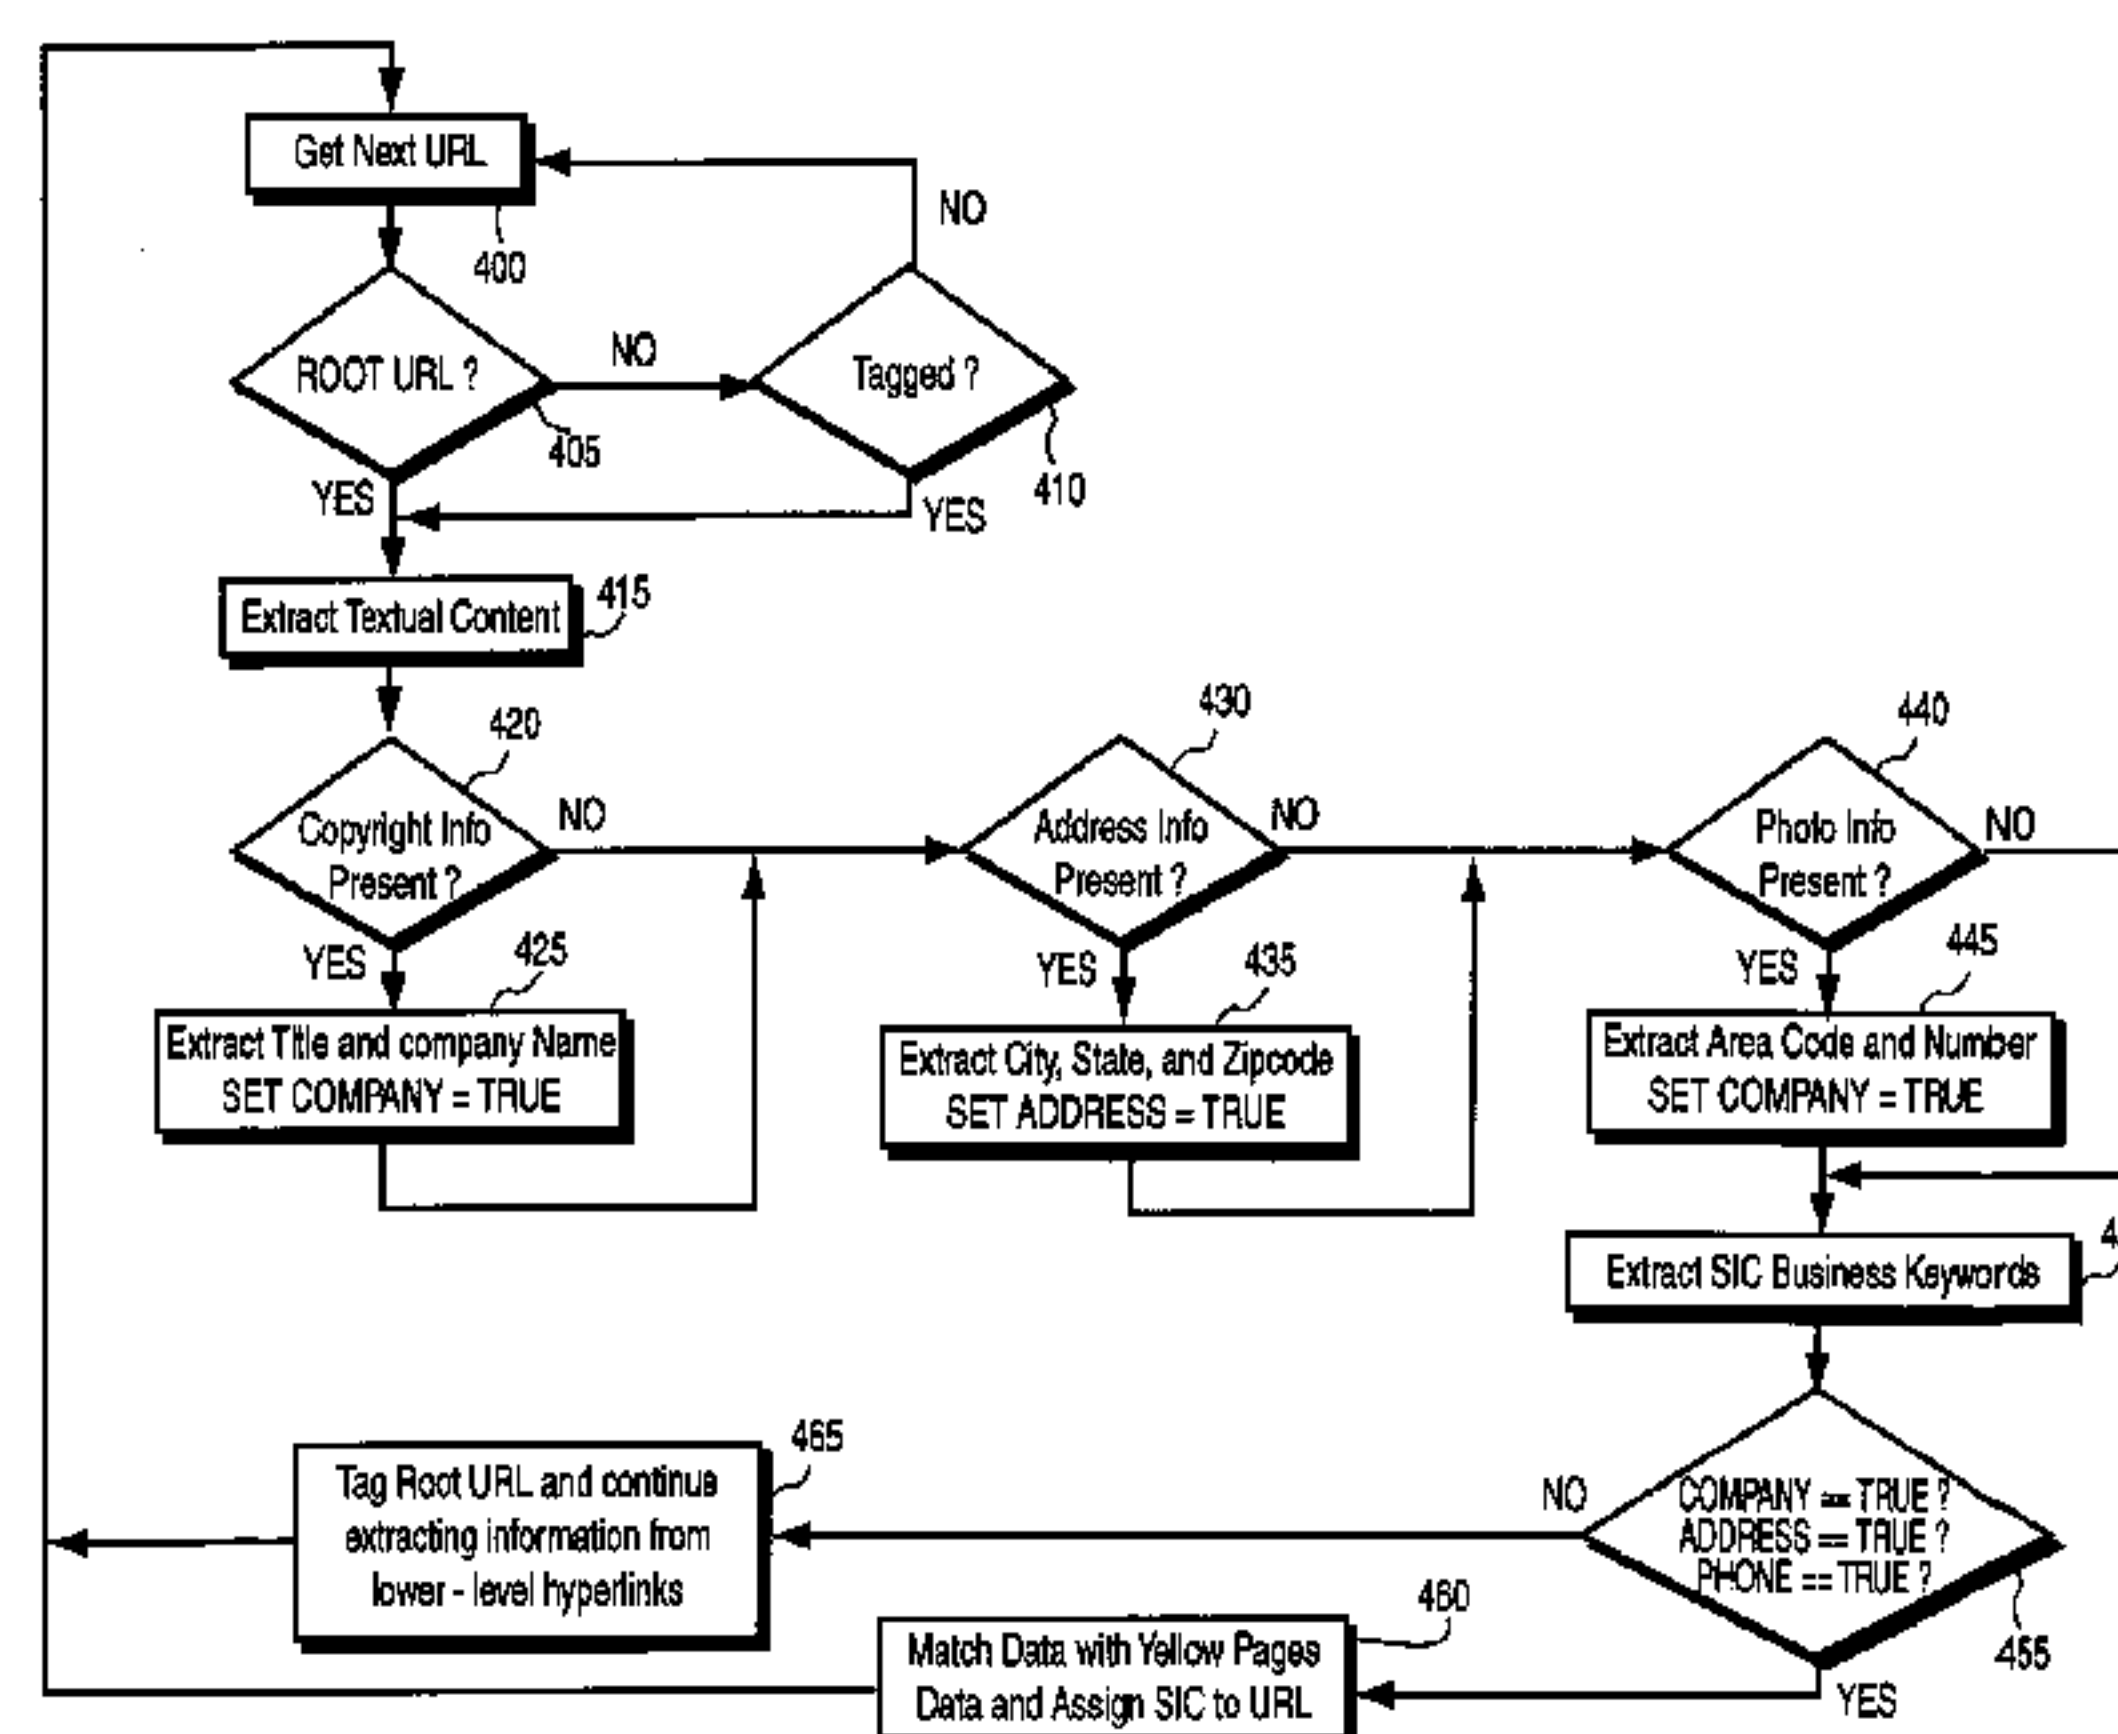 Get Next URL
400
NO
ROOT URL ?
NO
Tagged ?
405
410
YES
YES
Extract Textual Content
415
420
430
440
Copyright Info
Present ?
NO
Address Info
Present ?
NO
Photo Info
Present ?
NO
YES
425
YES
435
YES
445
Extract Title and company Name
SET COMPANY = TRUE
Extract City, State, and Zipcode
SET ADDRESS = TRUE
Extract Area Code and Number
SET COMPANY = TRUE
Extract SIC Business Keywords
465
Tag Root URL and continue
extracting information from
lower - level hyperlinks
NO
COMPANY == TRUE ?
ADDRESS == TRUE ?
PHONE == TRUE ?
455
460
Match Data with Yellow Pages
Data and Assign SIC to URL
YES